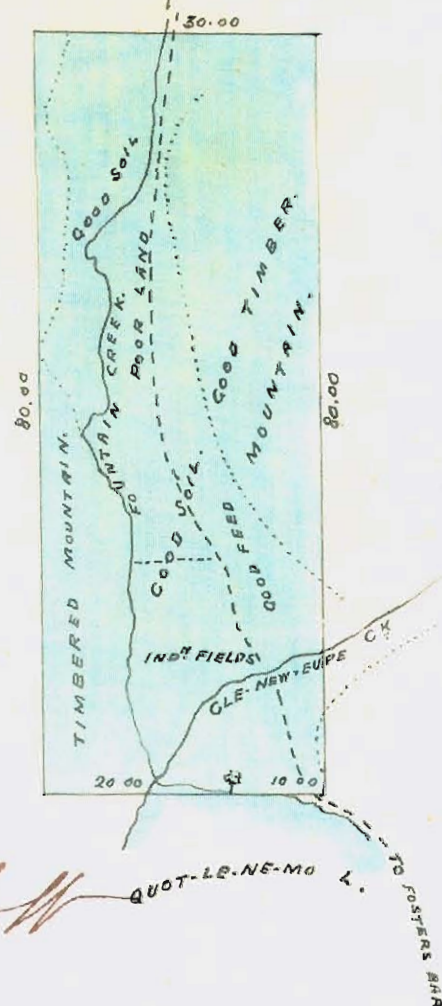 30.00
GOOD SOIL
POOR LAND
GOOD TIMBER.
MOUNTAIN.
FOUNTAIN CREEK.
80.00
80.00
TIMBERED MOUNTAIN.
GOOD SOIL.
GOOD FEED
INDN. FIELDS
CLE-NEW-EUPE CK
20.00
10.00
QUOT-LE-NE-MO L.
TO FOSTERS BAR